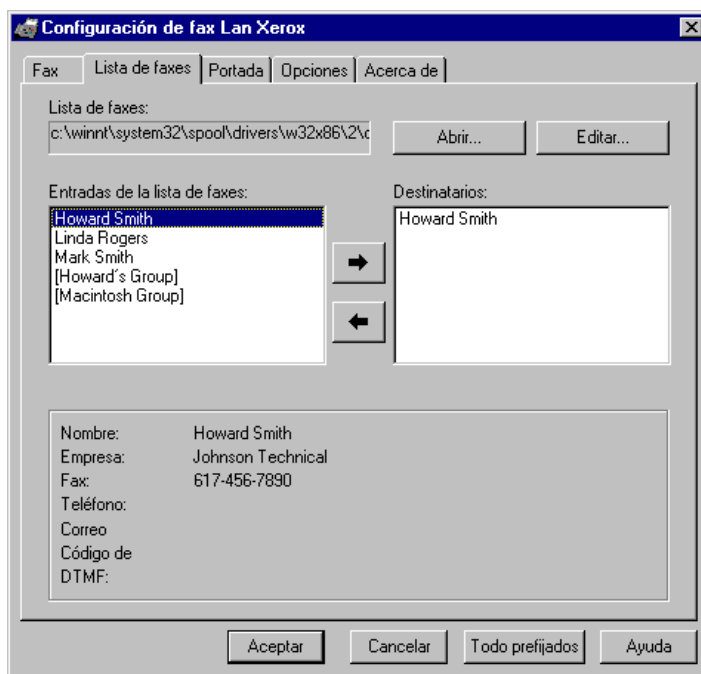 Configuración de fax Lan Xerox
Fax Lista de faxes Portada Opciones Acerca de
Lista de faxes:
c:\winnt\system32\spool\drivers\w32x86\2\c
Abrir... Editar...
Entradas de la lista de faxes: Destinatarios:
Howard Smith Howard Smith
Linda Rogers
Mark Smith
[Howard´s Group]
[Macintosh Group]
Nombre: Howard Smith
Empresa: Johnson Technical
Fax: 617-456-7890
Teléfono:
Correo
Código de
DTMF:
Aceptar Cancelar Todo prefijados Ayuda